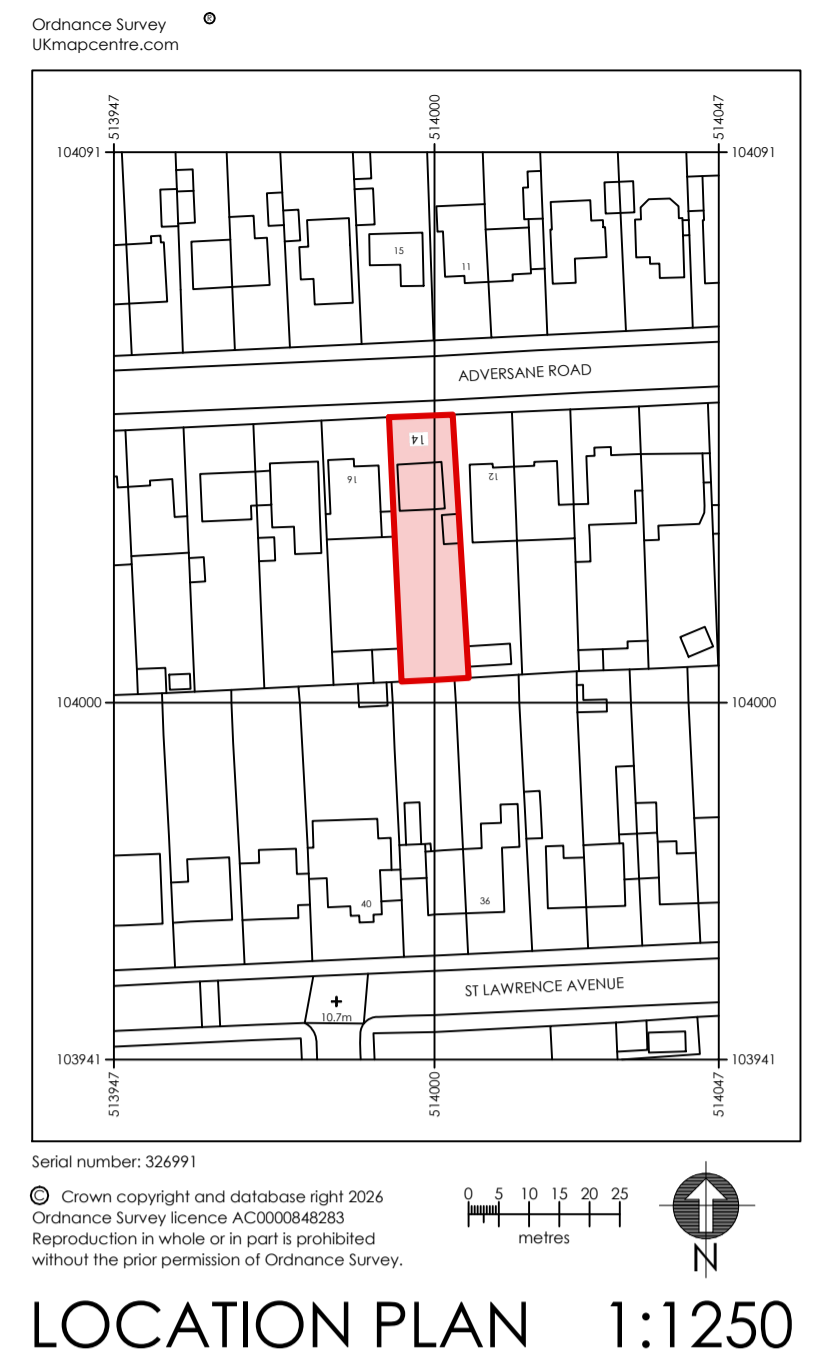 Ordnance Survey ®
UKmapcentre.com
513947
514000
514047
104091
104091
15
11
ADVERSANE ROAD
14
16
12
104000
104000
40
36
ST LAWRENCE AVENUE
10.7m
103941
103941
513947
514000
514047
Serial number: 326991
© Crown copyright and database right 2026
Ordnance Survey licence AC0000848283
Reproduction in whole or in part is prohibited
without the prior permission of Ordnance Survey.
0 5 10 15 20 25
metres
N
LOCATION PLAN 1:1250